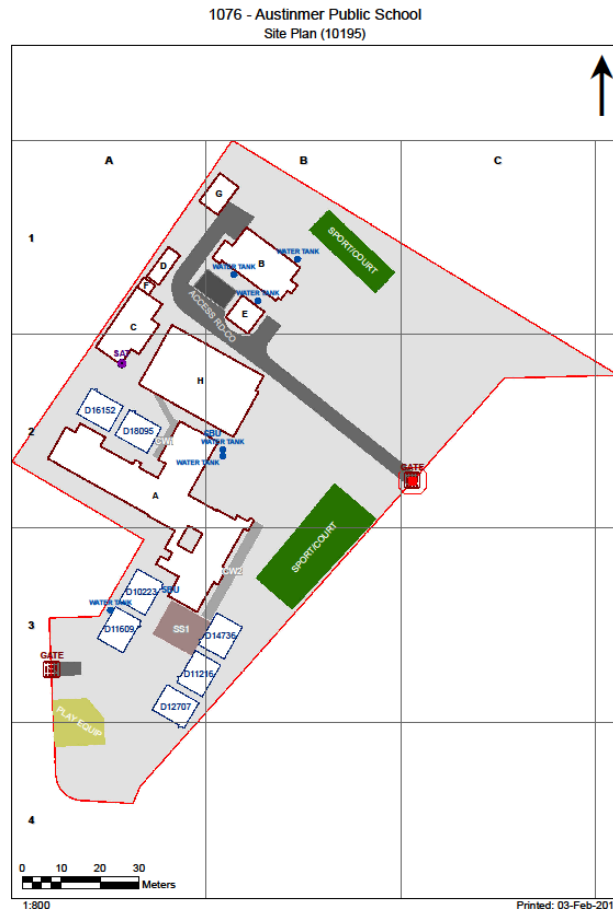 1076 - Austinmer Public School
Site Plan (10195)
A
B
C
G
1
SPORT/COURT
D
B
WATER TANK
WATER TANK
F
WATER TANK
ACCESS RD-CO
E
C
SAT
H
D16152
D18095
2
CW1
WATER TANK
WATER TANK
GATE
A
SPORT/COURT
CW2
D10223
SBU
WATER TANK
3
D11609
SS1
D14736
GATE
D11216
D12707
PLAY EQUIP
4
0 10 20 30
Meters
1:800
Printed: 03-Feb-201